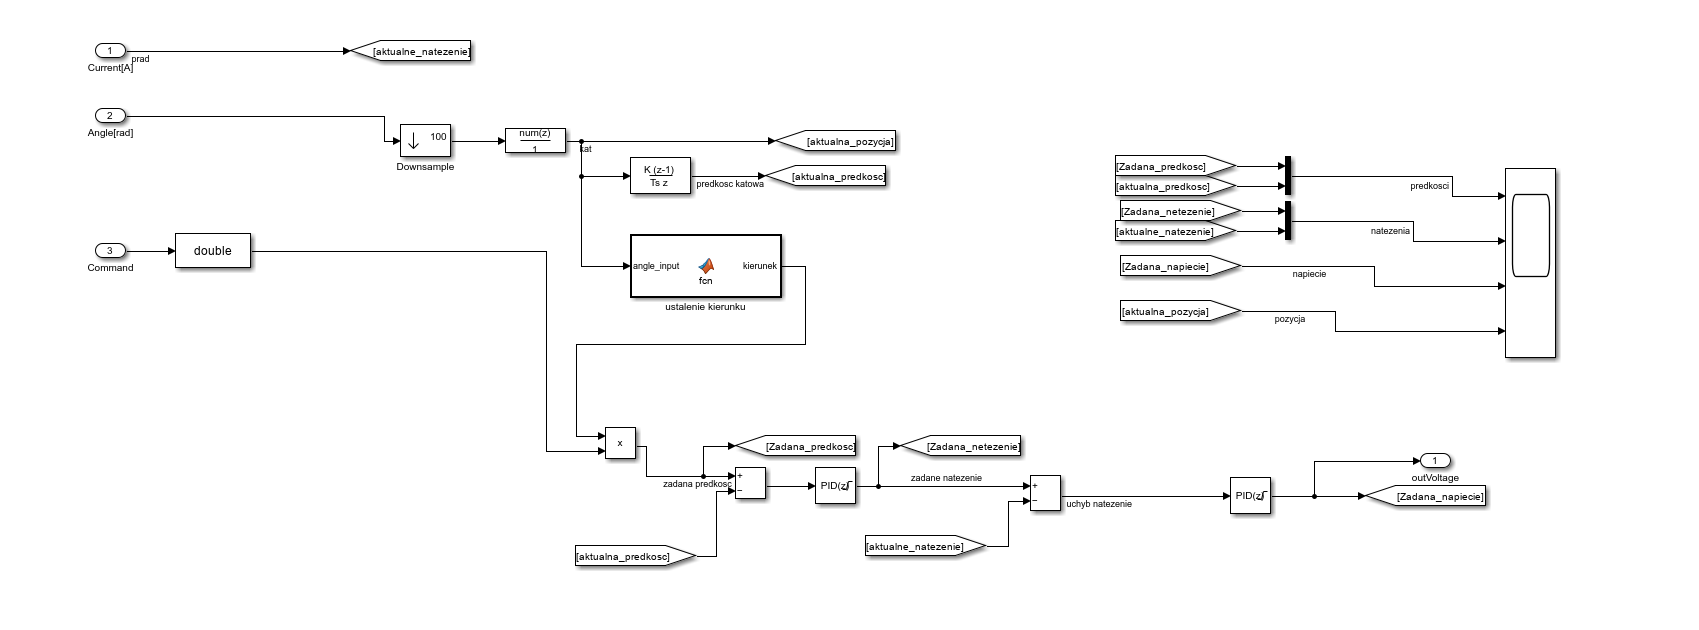 1
prad
Current[A]
[aktualne_natezenie]
2
Angle[rad]
100
Downsample
num(z)
1
kat
[aktualna_pozycja]
K (z-1)
Ts z
predkosc katowa
[aktualna_predkosc]
3
Command
double
angle_input
fcn
kierunek
ustalenie kierunku
[Zadana_predkosc]
[aktualna_predkosc]
predkosci
[Zadana_netezenie]
[aktualne_natezenie]
natezenia
[Zadana_napiecie]
napiecie
[aktualna_pozycja]
pozycja
x
zadana predkosc
[Zadana_predkosc]
+
−
[aktualna_predkosc]
PID(z)
[Zadana_netezenie]
zadane natezenie
+
−
[aktualne_natezenie]
uchyb natezenie
PID(z)
1
outVoltage
[Zadana_napiecie]